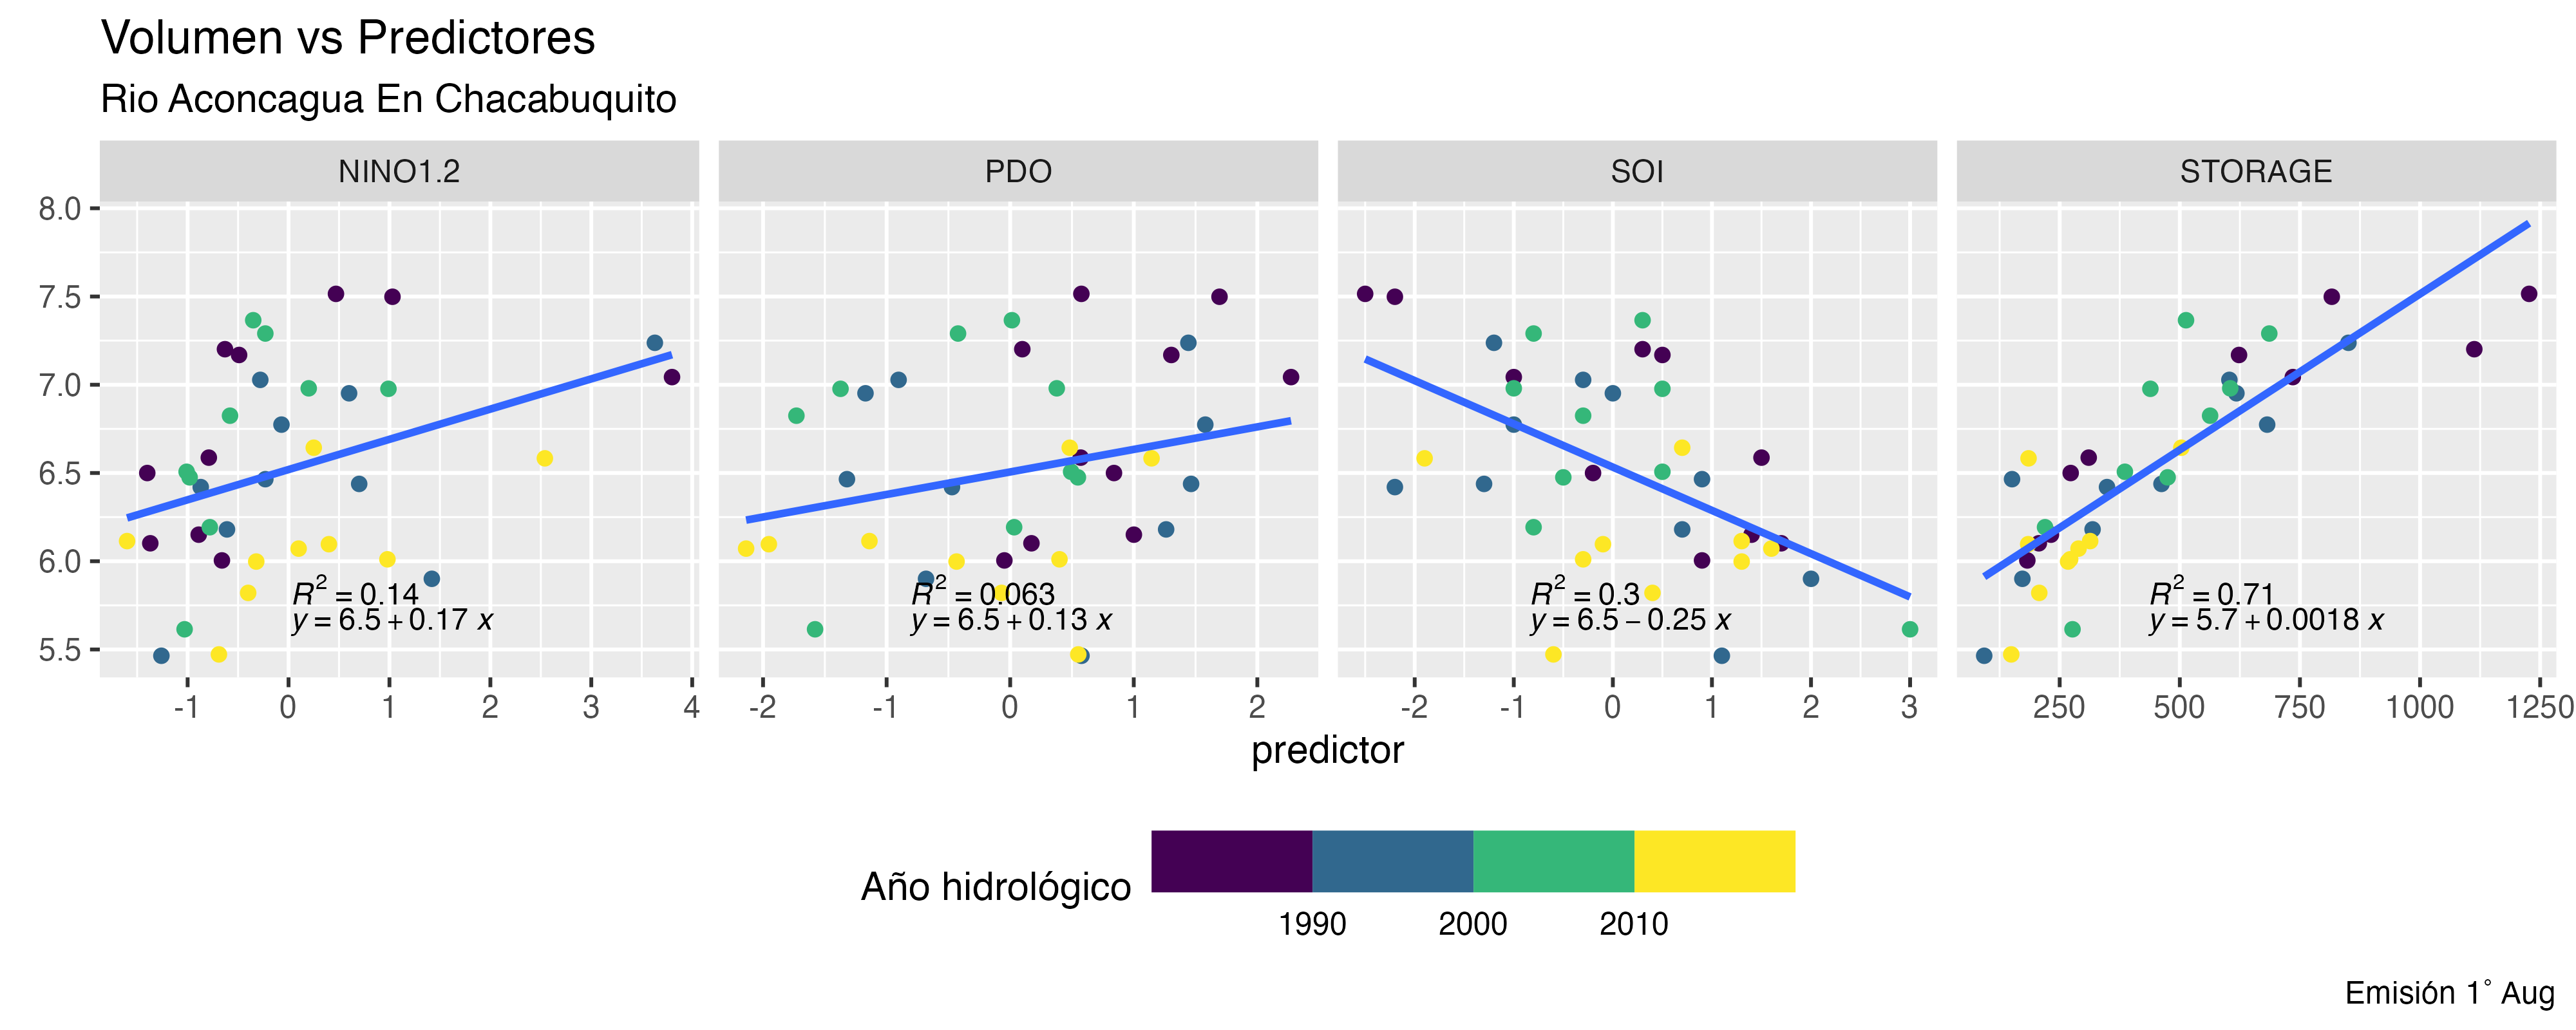 Volumen vs Predictores
Rio Aconcagua En Chacabuquito
NINO1.2 PDO SOI STORAGE
8.0
7.5
7.0
6.5
6.0
R² = 0.14 R² = 0.063 R² = 0.3 R² = 0.71
y = 6.5 + 0.17 x y = 6.5 + 0.13 x y = 6.5 − 0.25 x y = 5.7 + 0.0018 x
5.5
-1 0 1 2 3 4 -2 -1 0 1 2 -2 -1 0 1 2 3 250 500 750 1000 1250
predictor
Año hidrológico
1990 2000 2010
Emisión 1° Aug